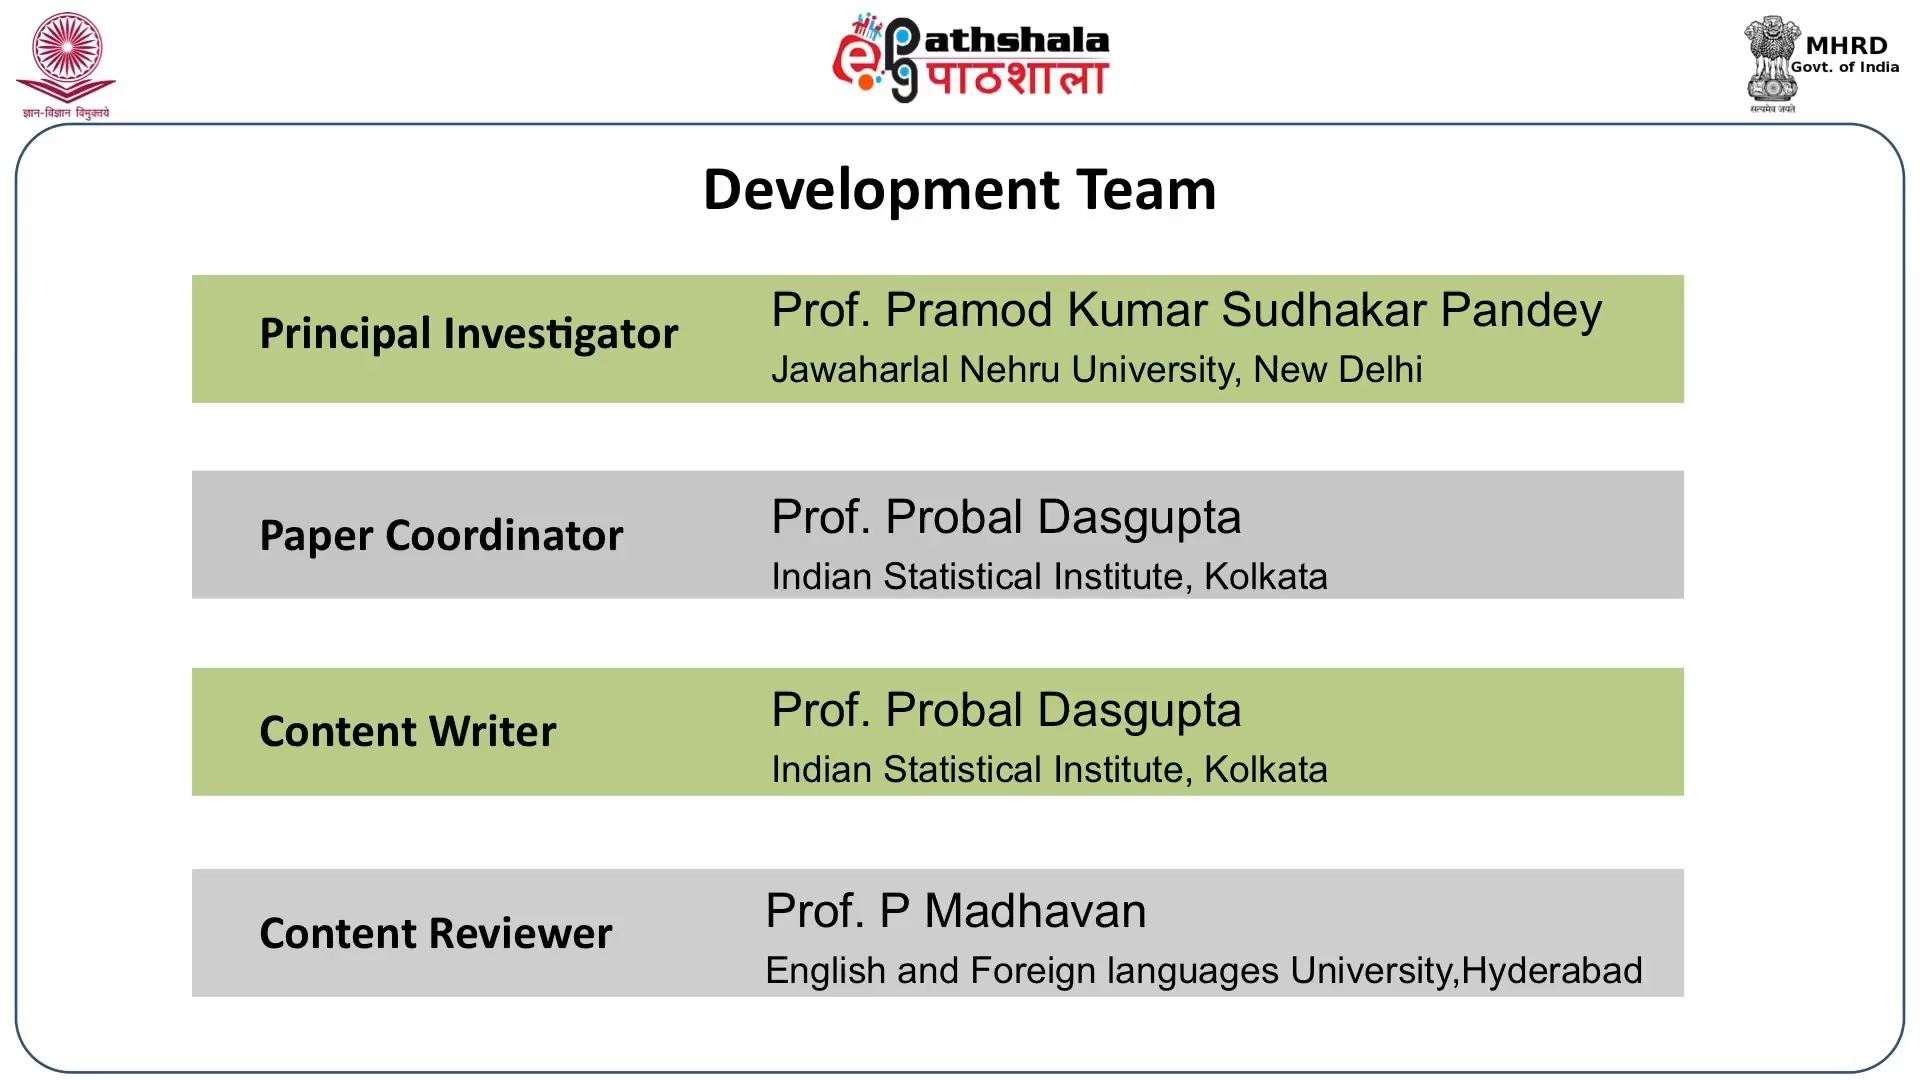 ज्ञान-विज्ञान विमुक्तये
e pg Pathshala
पाठशाला
MHRD
Govt. of India
सत्यमेव जयते
Development Team
Principal Investigator
Prof. Pramod Kumar Sudhakar Pandey
Jawaharlal Nehru University, New Delhi
Paper Coordinator
Prof. Probal Dasgupta
Indian Statistical Institute, Kolkata
Content Writer
Prof. Probal Dasgupta
Indian Statistical Institute, Kolkata
Content Reviewer
Prof. P Madhavan
English and Foreign languages University,Hyderabad